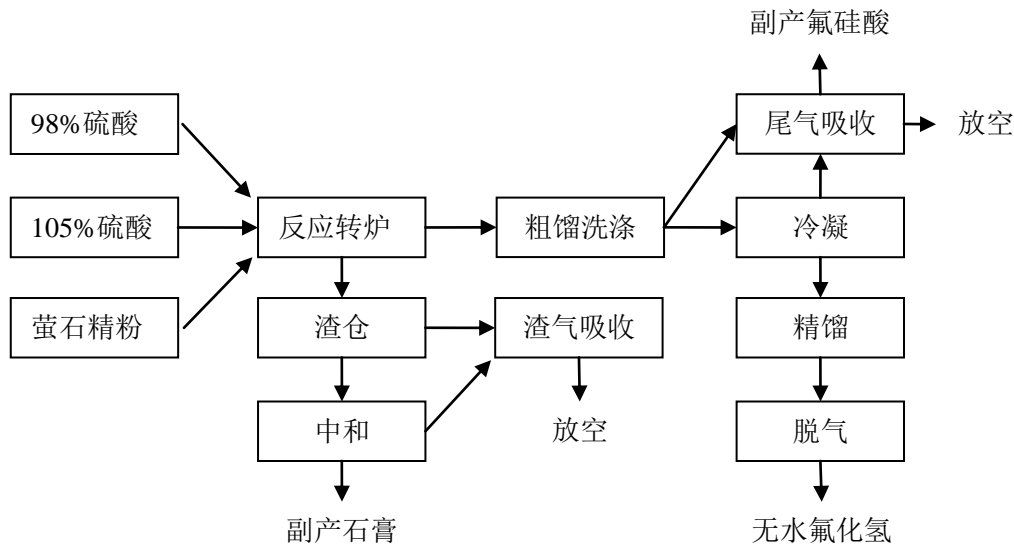 副产氟硅酸
98%硫酸
尾气吸收
放空
105%硫酸
反应转炉
粗馏洗涤
冷凝
萤石精粉
渣仓
渣气吸收
精馏
中和
放空
脱气
副产石膏
无水氟化氢